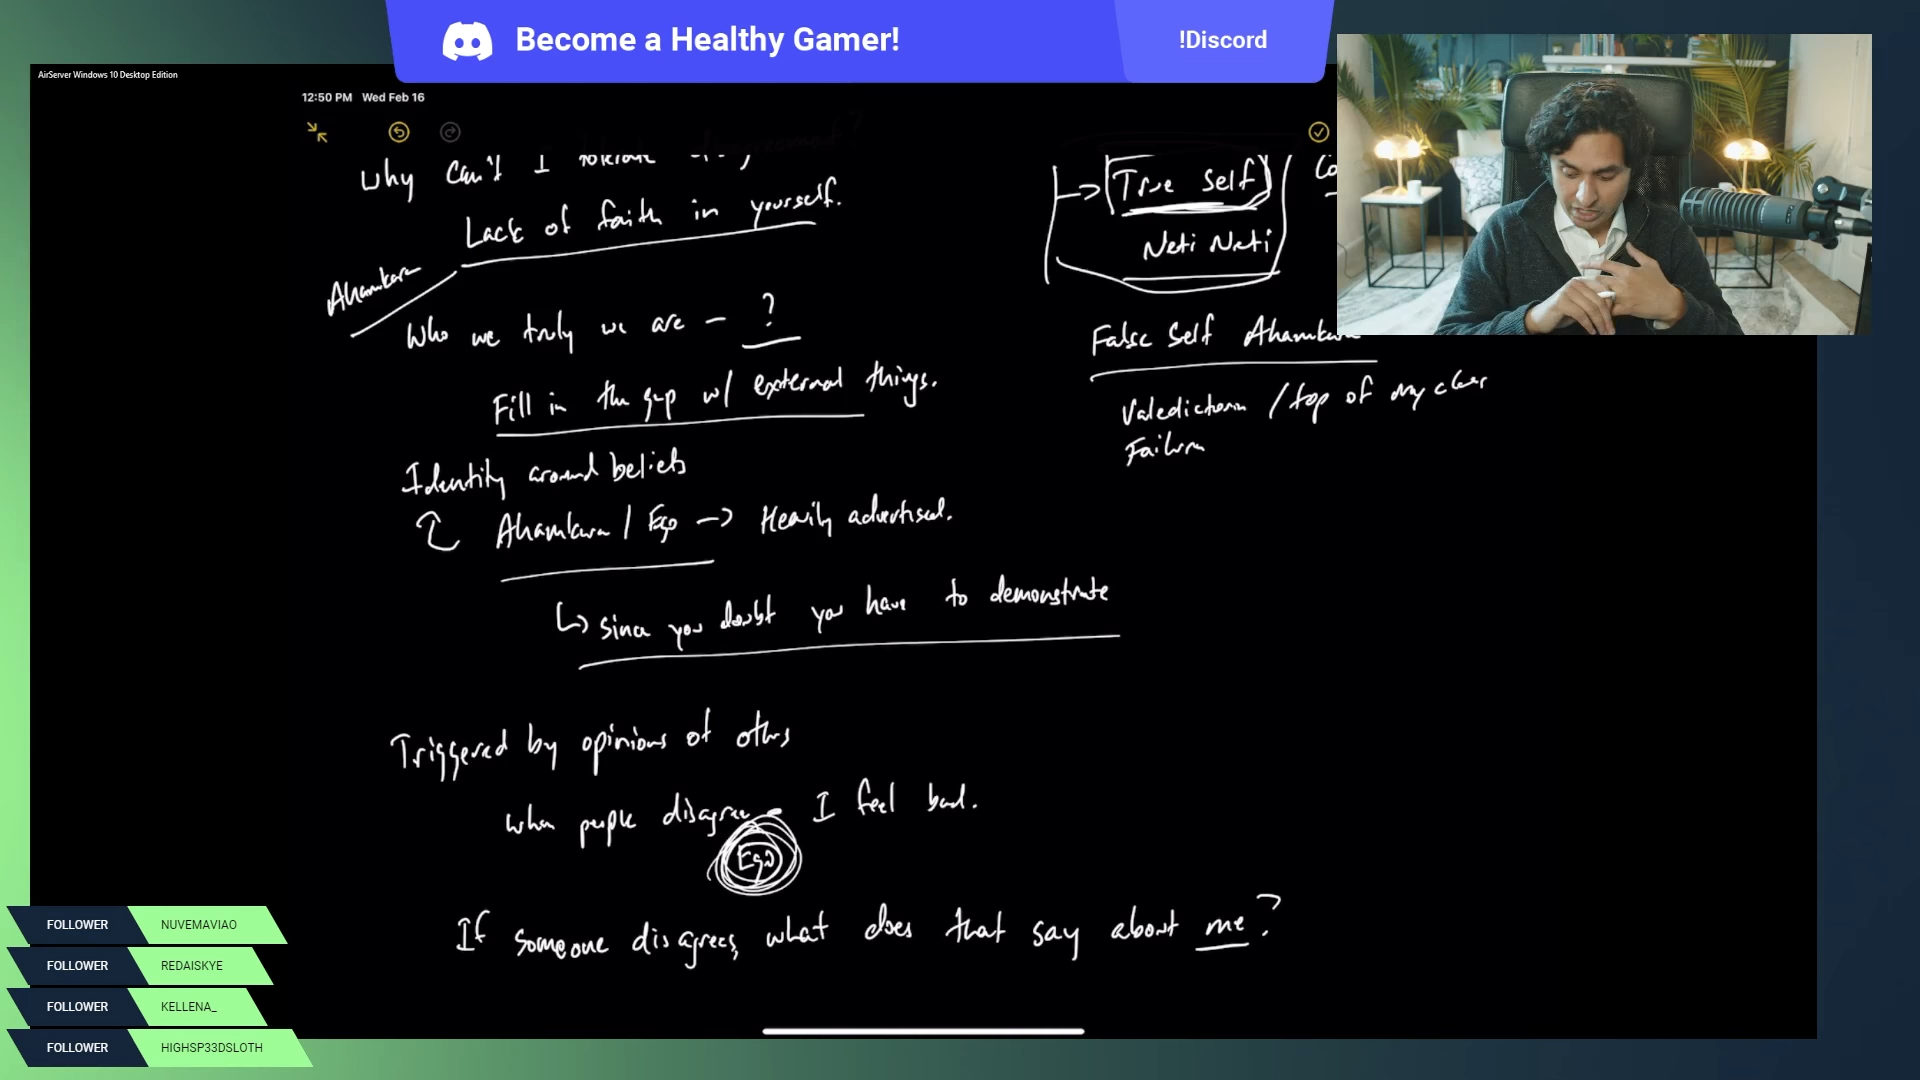 Become a Healthy Gamer!
!Discord
AirServer Windows 10 Desktop Edition
12:50 PM Wed Feb 16
Why can't I tolerate
Lack of faith in yourself.
Ahamkara
Who we truly we are - ?
Fill in the gap w/ external things.
Identity around beliefs
Ahamkara / Ego -> Heavily advertised.
Since you doubt you have to demonstrate
Triggered by opinions of others
When people disagree - I feel bad.
Ego
If someone disagrees, what does that say about me?
True Self
Neti Neti
False Self Ahamkara
Valedictorian / top of my class
Failure
FOLLOWER NUVEMAVIAO
FOLLOWER REDAISKYE
FOLLOWER KELLENA_
FOLLOWER HIGHSP33DSLOTH